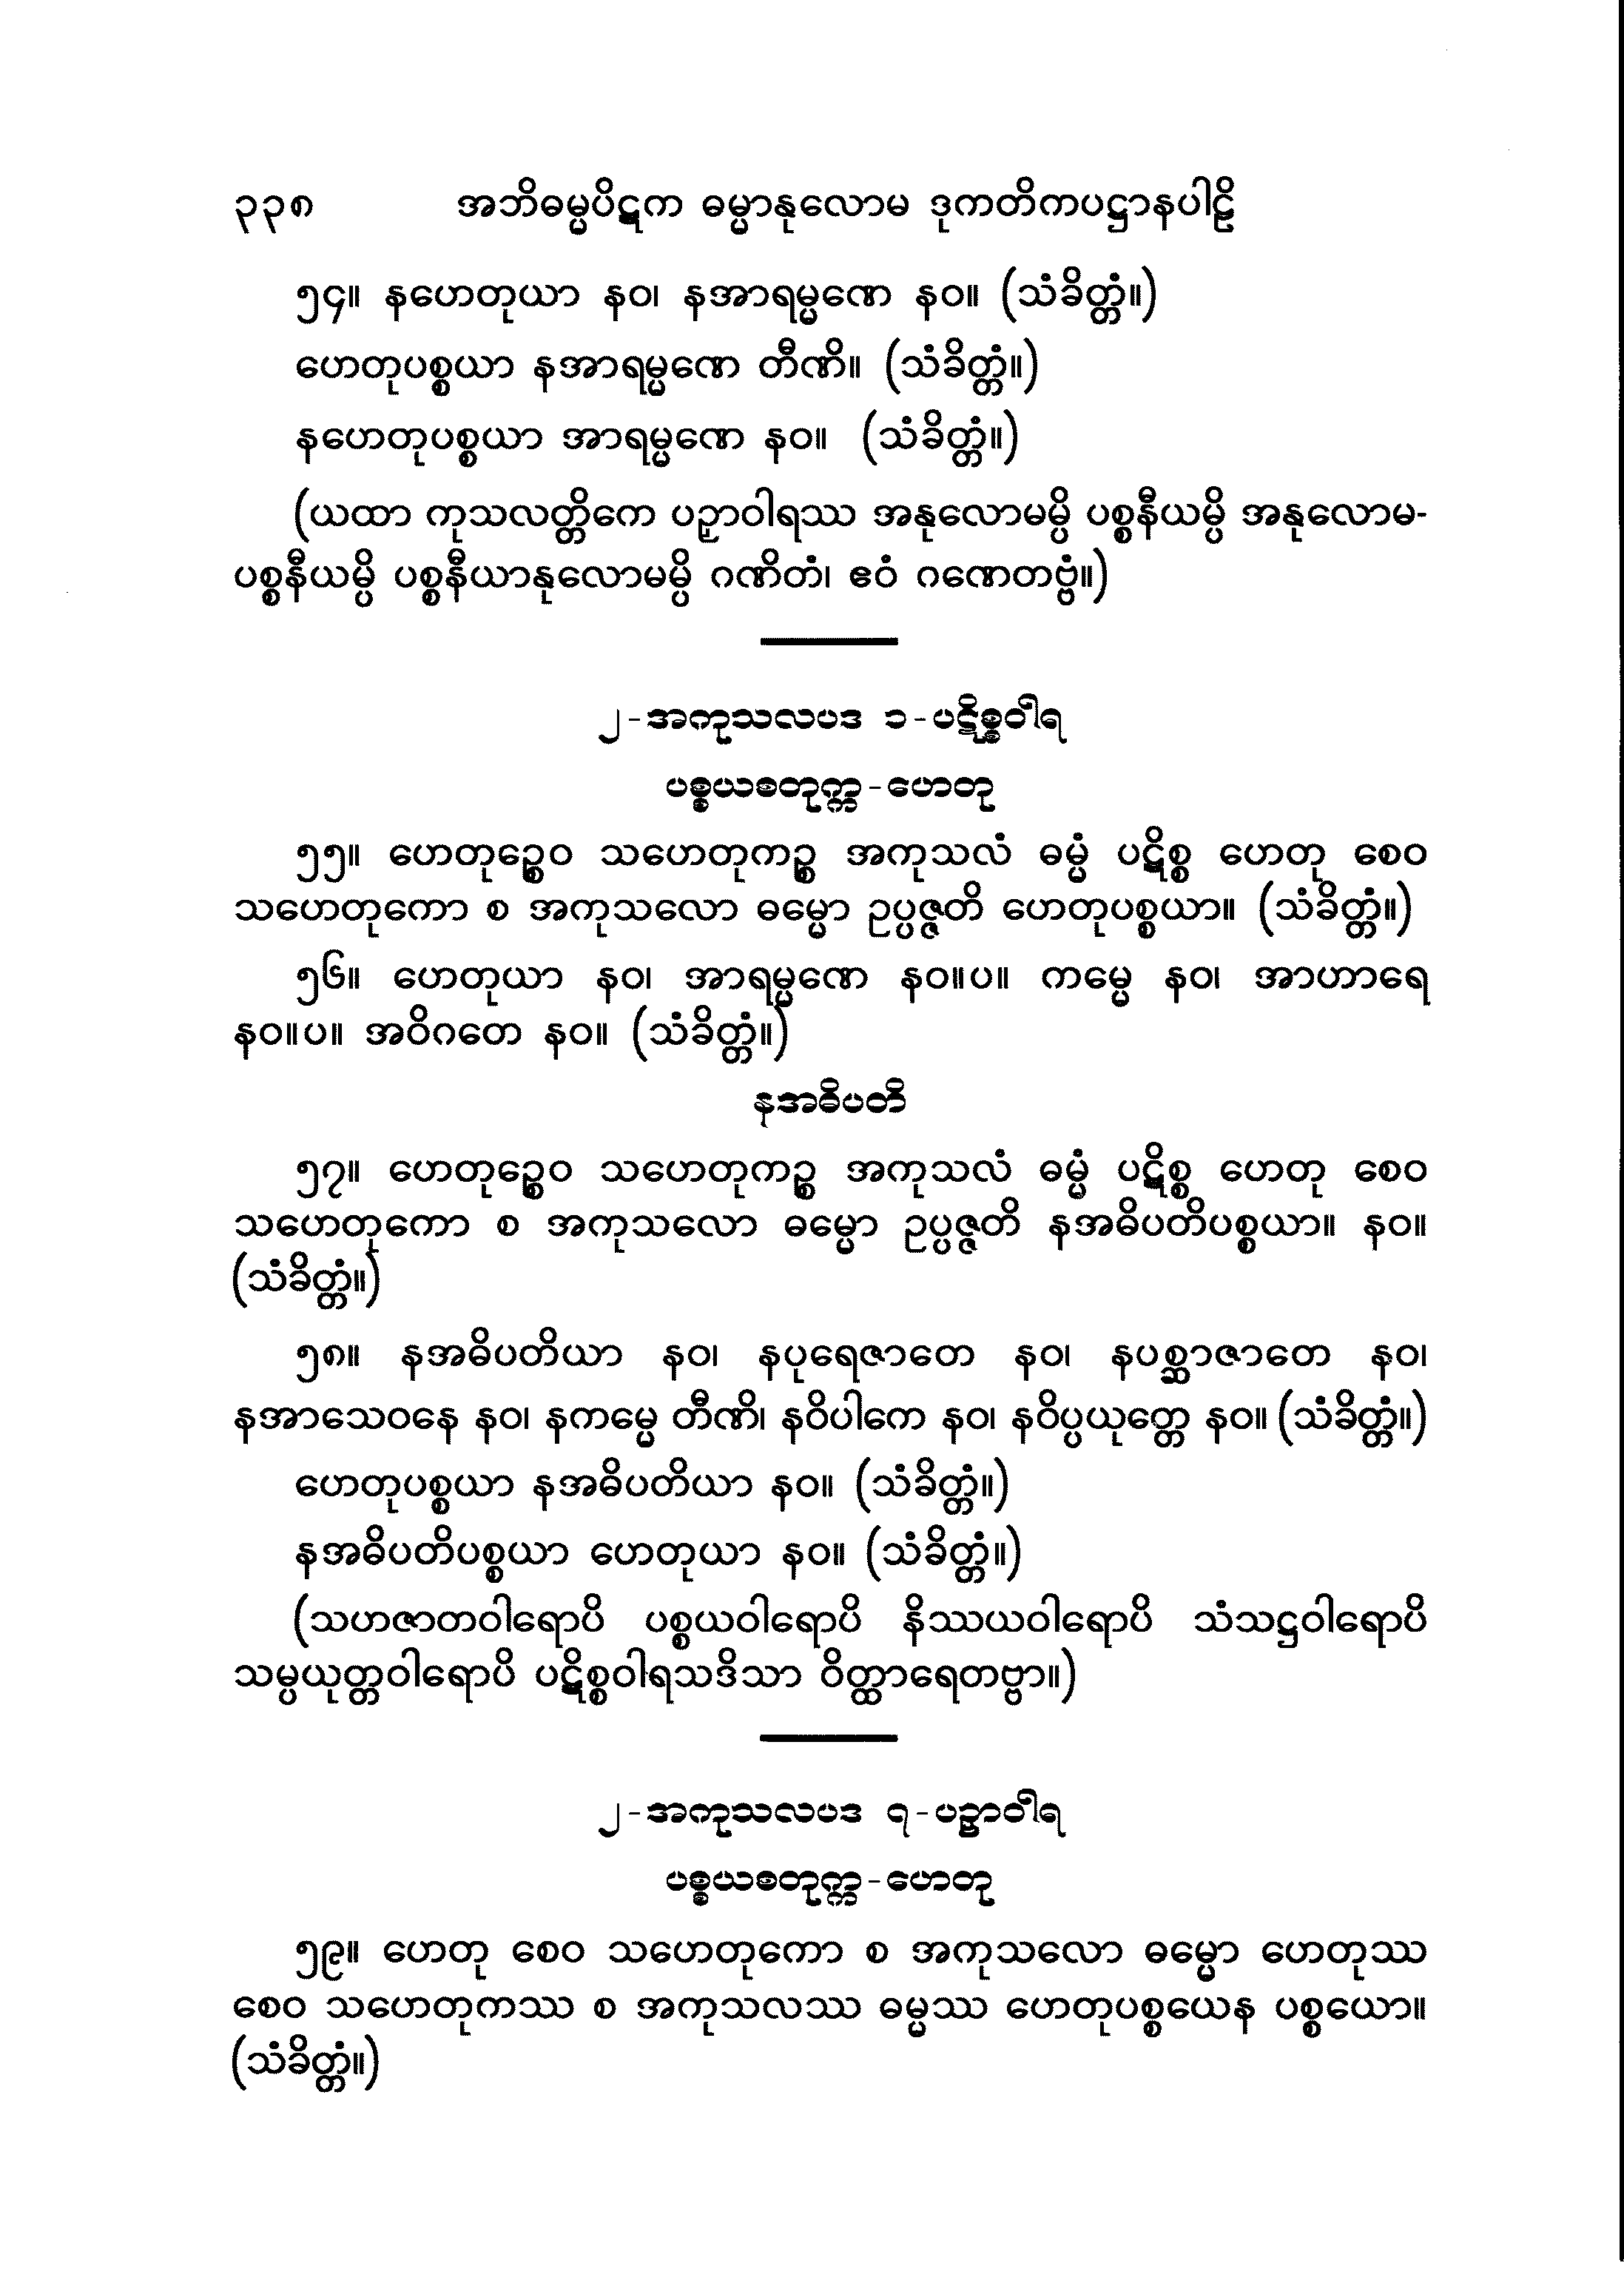 ၃၃၈ အဘိဓမ္မပိဋက ဓမ္မာနုလောမ ဒုကတိကပဋ္ဌာနပါဠိ
၅၄။ နဟေတုယာ နဝ၊ နအာရမ္မဏေ နဝ။ (သံခိတ္တံ။)
ဟေတုပစ္စယာ နအာရမ္မဏေ တီဏိ။ (သံခိတ္တံ။)
နဟေတုပစ္စယာ အာရမ္မဏေ နဝ။ (သံခိတ္တံ။)
(ယထာ ကုသလတ္တိကေ ပဉှာဝါရဿ အနုလောမမ္ပိ ပစ္စနီယမ္ပိ အနုလောမ-
ပစ္စနီယမ္ပိ ပစ္စနီယာနုလောမမ္ပိ ဂဏိတံ၊ ဧဝံ ဂဏေတဗ္ဗံ။)
၂-အကုသလပဒ ၁-ပဋိစ္စဝါရ
ပစ္စယစတုက္က-ဟေတု
၅၅။ ဟေတုဉ္စေဝ သဟေတုကဉ္စ အကုသလံ ဓမ္မံ ပဋိစ္စ ဟေတု စေဝ
သဟေတုကော စ အကုသလော ဓမ္မော ဥပ္ပဇ္ဇတိ ဟေတုပစ္စယာ။ (သံခိတ္တံ။)
၅၆။ ဟေတုယာ နဝ၊ အာရမ္မဏေ နဝ။ပ။ ကမ္မေ နဝ၊ အာဟာရေ
နဝ။ပ။ အဝိဂတေ နဝ။ (သံခိတ္တံ။)
နအဓိပတိ
၅၇။ ဟေတုဉ္စေဝ သဟေတုကဉ္စ အကုသလံ ဓမ္မံ ပဋိစ္စ ဟေတု စေဝ
သဟေတုကော စ အကုသလော ဓမ္မော ဥပ္ပဇ္ဇတိ နအဓိပတိပစ္စယာ။ နဝ။
(သံခိတ္တံ။)
၅၈။ နအဓိပတိယာ နဝ၊ နပုရေဇာတေ နဝ၊ နပစ္ဆာဇာတေ နဝ၊
နအာသေဝနေ နဝ၊ နကမ္မေ တီဏိ၊ နဝိပါကေ နဝ၊ နဝိပ္ပယုတ္တေ နဝ။ (သံခိတ္တံ။)
ဟေတုပစ္စယာ နအဓိပတိယာ နဝ။ (သံခိတ္တံ။)
နအဓိပတိပစ္စယာ ဟေတုယာ နဝ။ (သံခိတ္တံ။)
(သဟဇာတဝါရောပိ ပစ္စယဝါရောပိ နိဿယဝါရောပိ သံသဋ္ဌဝါရောပိ
သမ္ပယုတ္တဝါရောပိ ပဋိစ္စဝါရသဒိသာ ဝိတ္ထာရေတဗ္ဗာ။)
၂-အကုသလပဒ ၇-ပဉှာဝါရ
ပစ္စယစတုက္က-ဟေတု
၅၉။ ဟေတု စေဝ သဟေတုကော စ အကုသလော ဓမ္မော ဟေတုဿ
စေဝ သဟေတုကဿ စ အကုသလဿ ဓမ္မဿ ဟေတုပစ္စယေန ပစ္စယော။
(သံခိတ္တံ။)